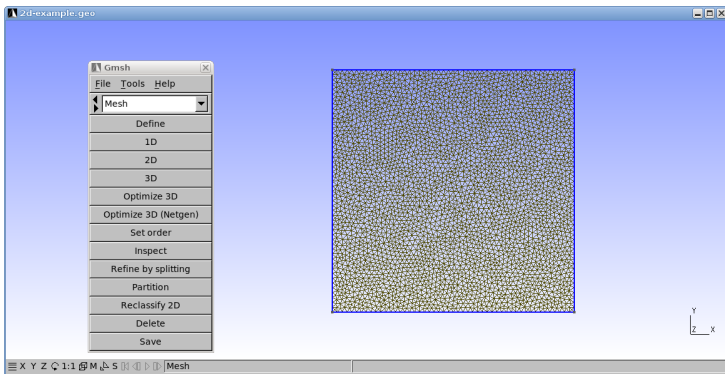 2d-example.geo
Gmsh
File Tools Help
Mesh
Define
1D
2D
3D
Optimize 3D
Optimize 3D (Netgen)
Set order
Inspect
Refine by splitting
Partition
Reclassify 2D
Delete
Save
Y
Z X
X Y Z 1:1 M S Mesh